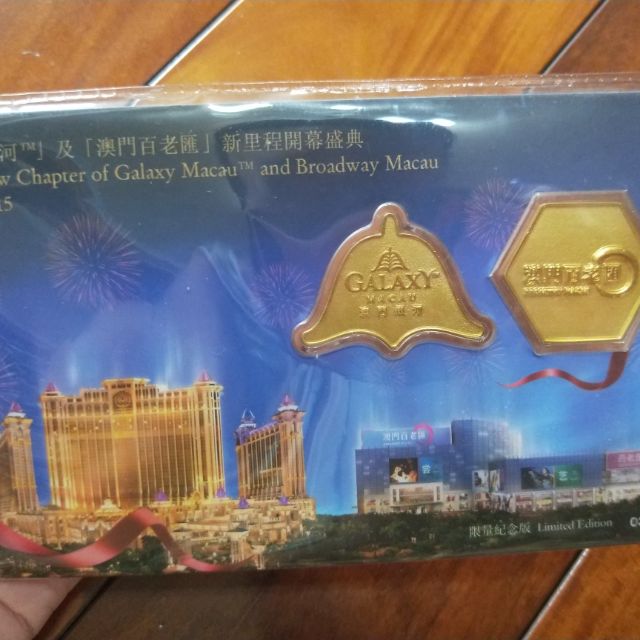 河™」及「澳門百老匯」新里程開幕盛典
w Chapter of Galaxy Macau™ and Broadway Macau
15
GALAXY
MACAU
澳門銀河
澳門百老匯
BROADWAY MACAU
澳門百老匯
限量紀念版 Limited Edition